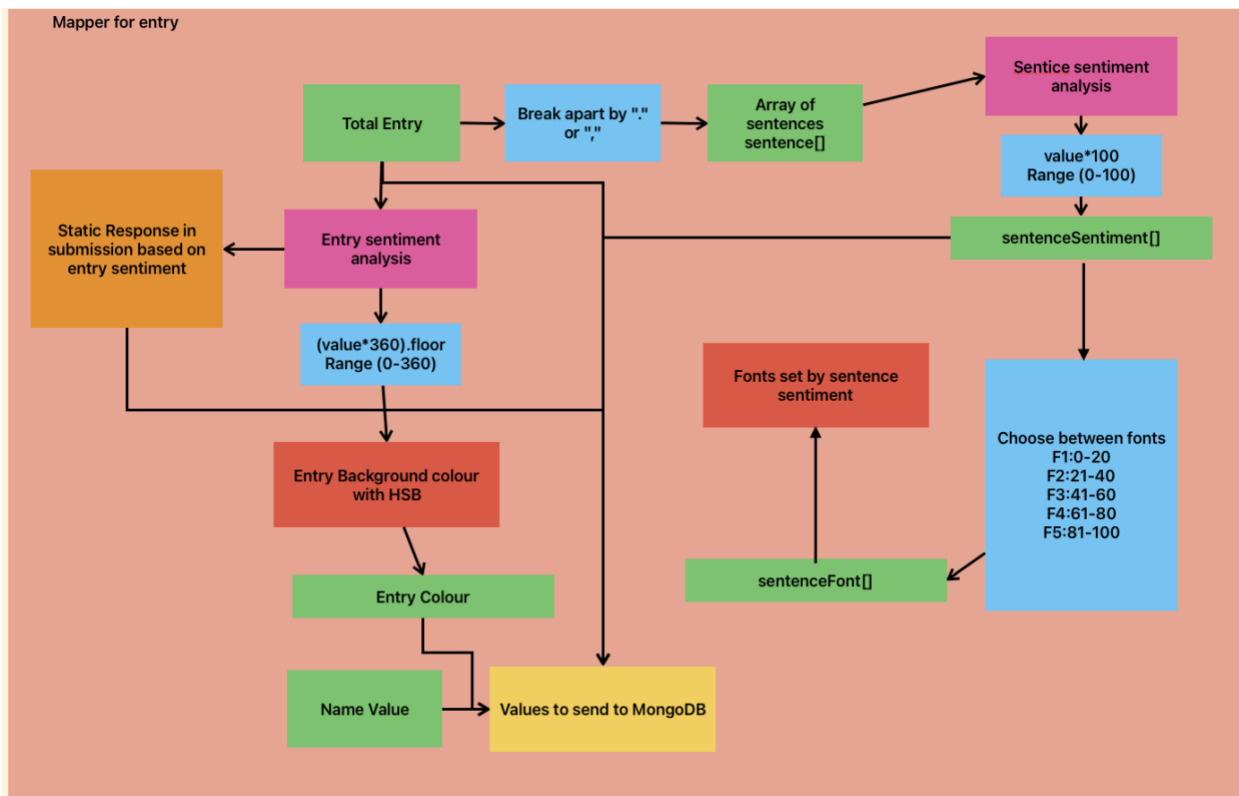 Mapper for entry
Total Entry
Break apart by "."
or ","
Array of
sentences
sentence[]
Sentice sentiment
analysis
value*100
Range (0-100)
sentenceSentiment[]
Static Response in
submission based on
entry sentiment
Entry sentiment
analysis
(value*360).floor
Range (0-360)
Fonts set by sentence
sentiment
Choose between fonts
F1:0-20
F2:21-40
F3:41-60
F4:61-80
F5:81-100
Entry Background colour
with HSB
sentenceFont[]
Entry Colour
Name Value
Values to send to MongoDB